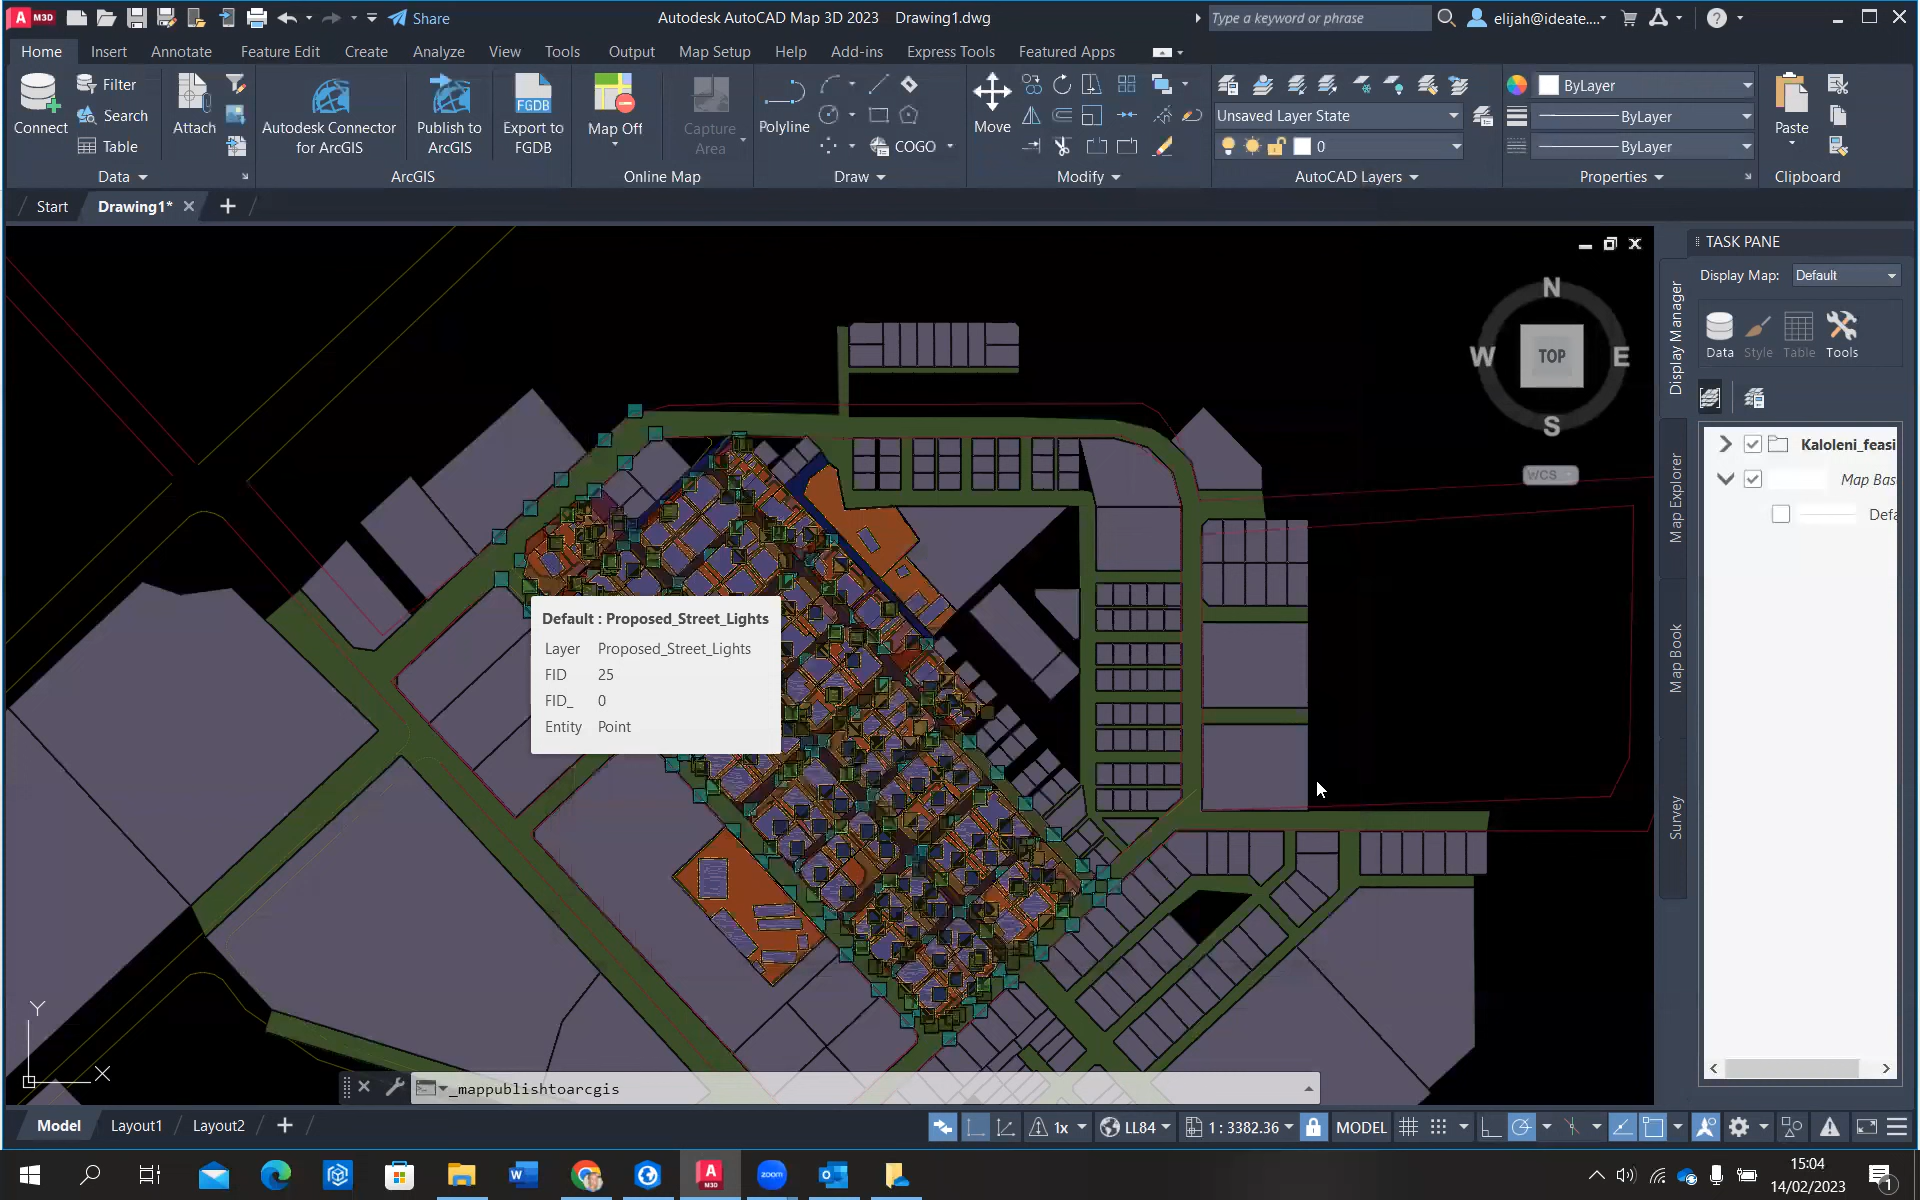 A M3D
Share
Autodesk AutoCAD Map 3D 2023 Drawing1.dwg
Type a keyword or phrase
elijah@ideate....
Home Insert Annotate Feature Edit Create Analyze View Tools Output Map Setup Help Add-ins Express Tools Featured Apps
Connect
Filter
Search
Table
Data
Attach
Autodesk Connector
for ArcGIS
Publish to
ArcGIS
FGDB
Export to
FGDB
ArcGIS
Map Off
Capture
Area
Online Map
Polyline
COGO
Draw
Move
Modify
Unsaved Layer State
0
AutoCAD Layers
ByLayer
ByLayer
ByLayer
Properties
Paste
Clipboard
Start
Drawing1*
N
W
TOP
E
S
WCS
TASK PANE
Display Map: Default
Data Style Table Tools
Display Manager
Map Explorer
Map Book
Survey
Kaloleni_feasi
Map Bas
Defa
Default : Proposed_Street_Lights
Layer Proposed_Street_Lights
FID 25
FID_ 0
Entity Point
Y
X
_mappublishtoarcgis
Model Layout1 Layout2
1x
LL84
1 : 3382.36
MODEL
W
A
M3D
zoom
15:04
14/02/2023
1